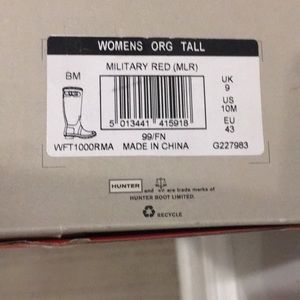 WOMENS ORG TALL
MILITARY RED (MLR)
BM
UK
9
US
10M
EU
43
5 013441 415918
99/FN
WFT1000RMA MADE IN CHINA G227983
HUNTER and are trade marks of
HUNTER BOOT LIMITED.
RECYCLE